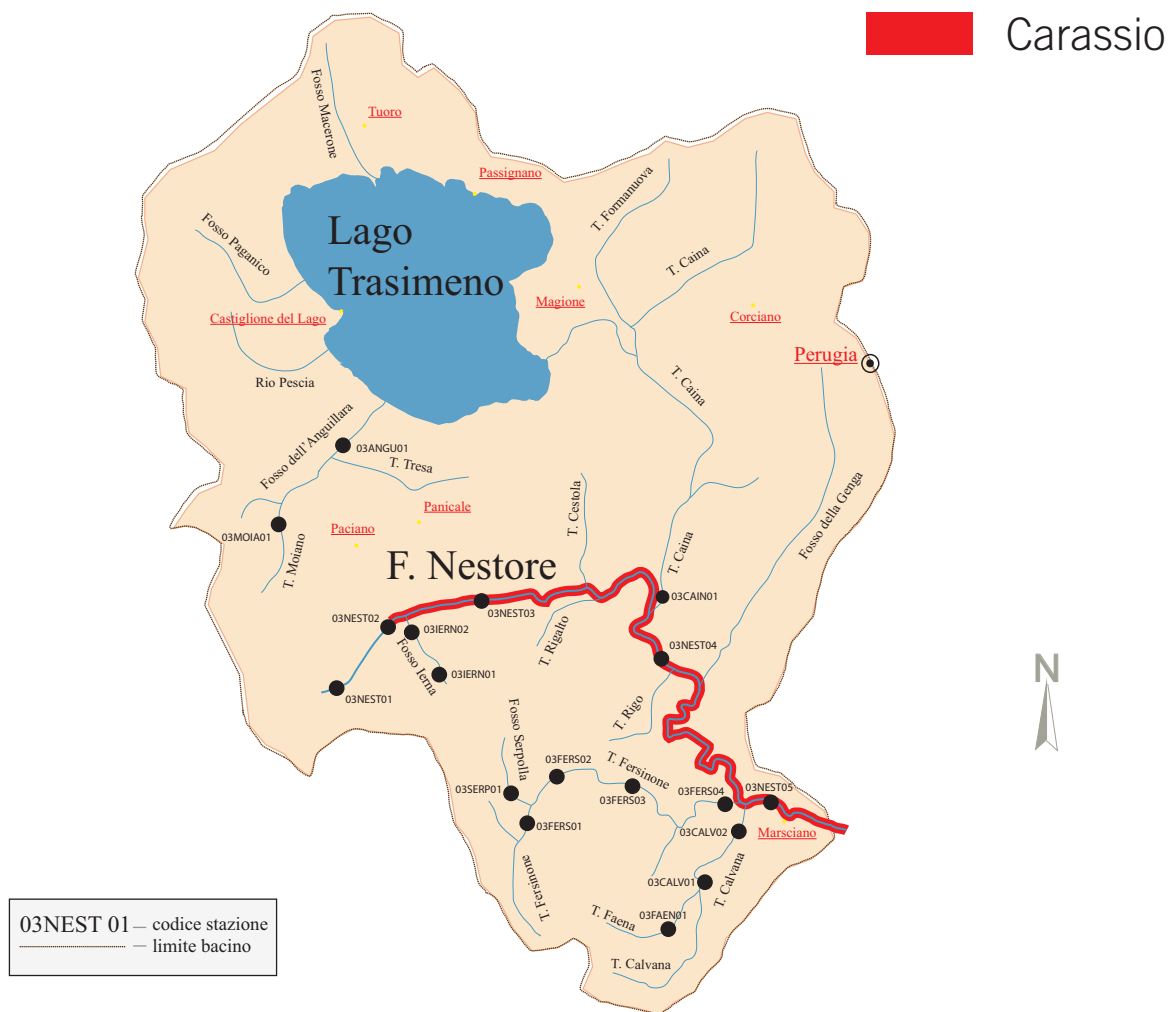 Carassio
Fosso Macerone
Tuoro
Passignano
T. Formanuova
Fosso Paganico
Lago
Trasimeno
T. Caina
Magione
Castiglione del Lago
Corciano
Perugia
Rio Pescia
T. Caina
Fosso dell'Anguillara
03ANGU01
T. Tresa
Fosso della Genga
T. Cestola
Panicale
Paciano
03MOIA01
T. Moiano
T. Caina
F. Nestore
03CAIN01
03NEST02
03NEST03
03IERN02
T. Rigalto
03NEST04
Fosso Ierna
03IERN01
03NEST01
N
T. Rigo
Fosso Serpolla
03FERS02
T. Fersinone
03SERP01
03FERS03
03FERS04
03NEST05
03FERS01
03CALV02
Marsciano
T. Fersinone
03CALV01
T. Calvana
03FAEN01
T. Faena
T. Calvana
03NEST 01 – codice stazione
– limite bacino